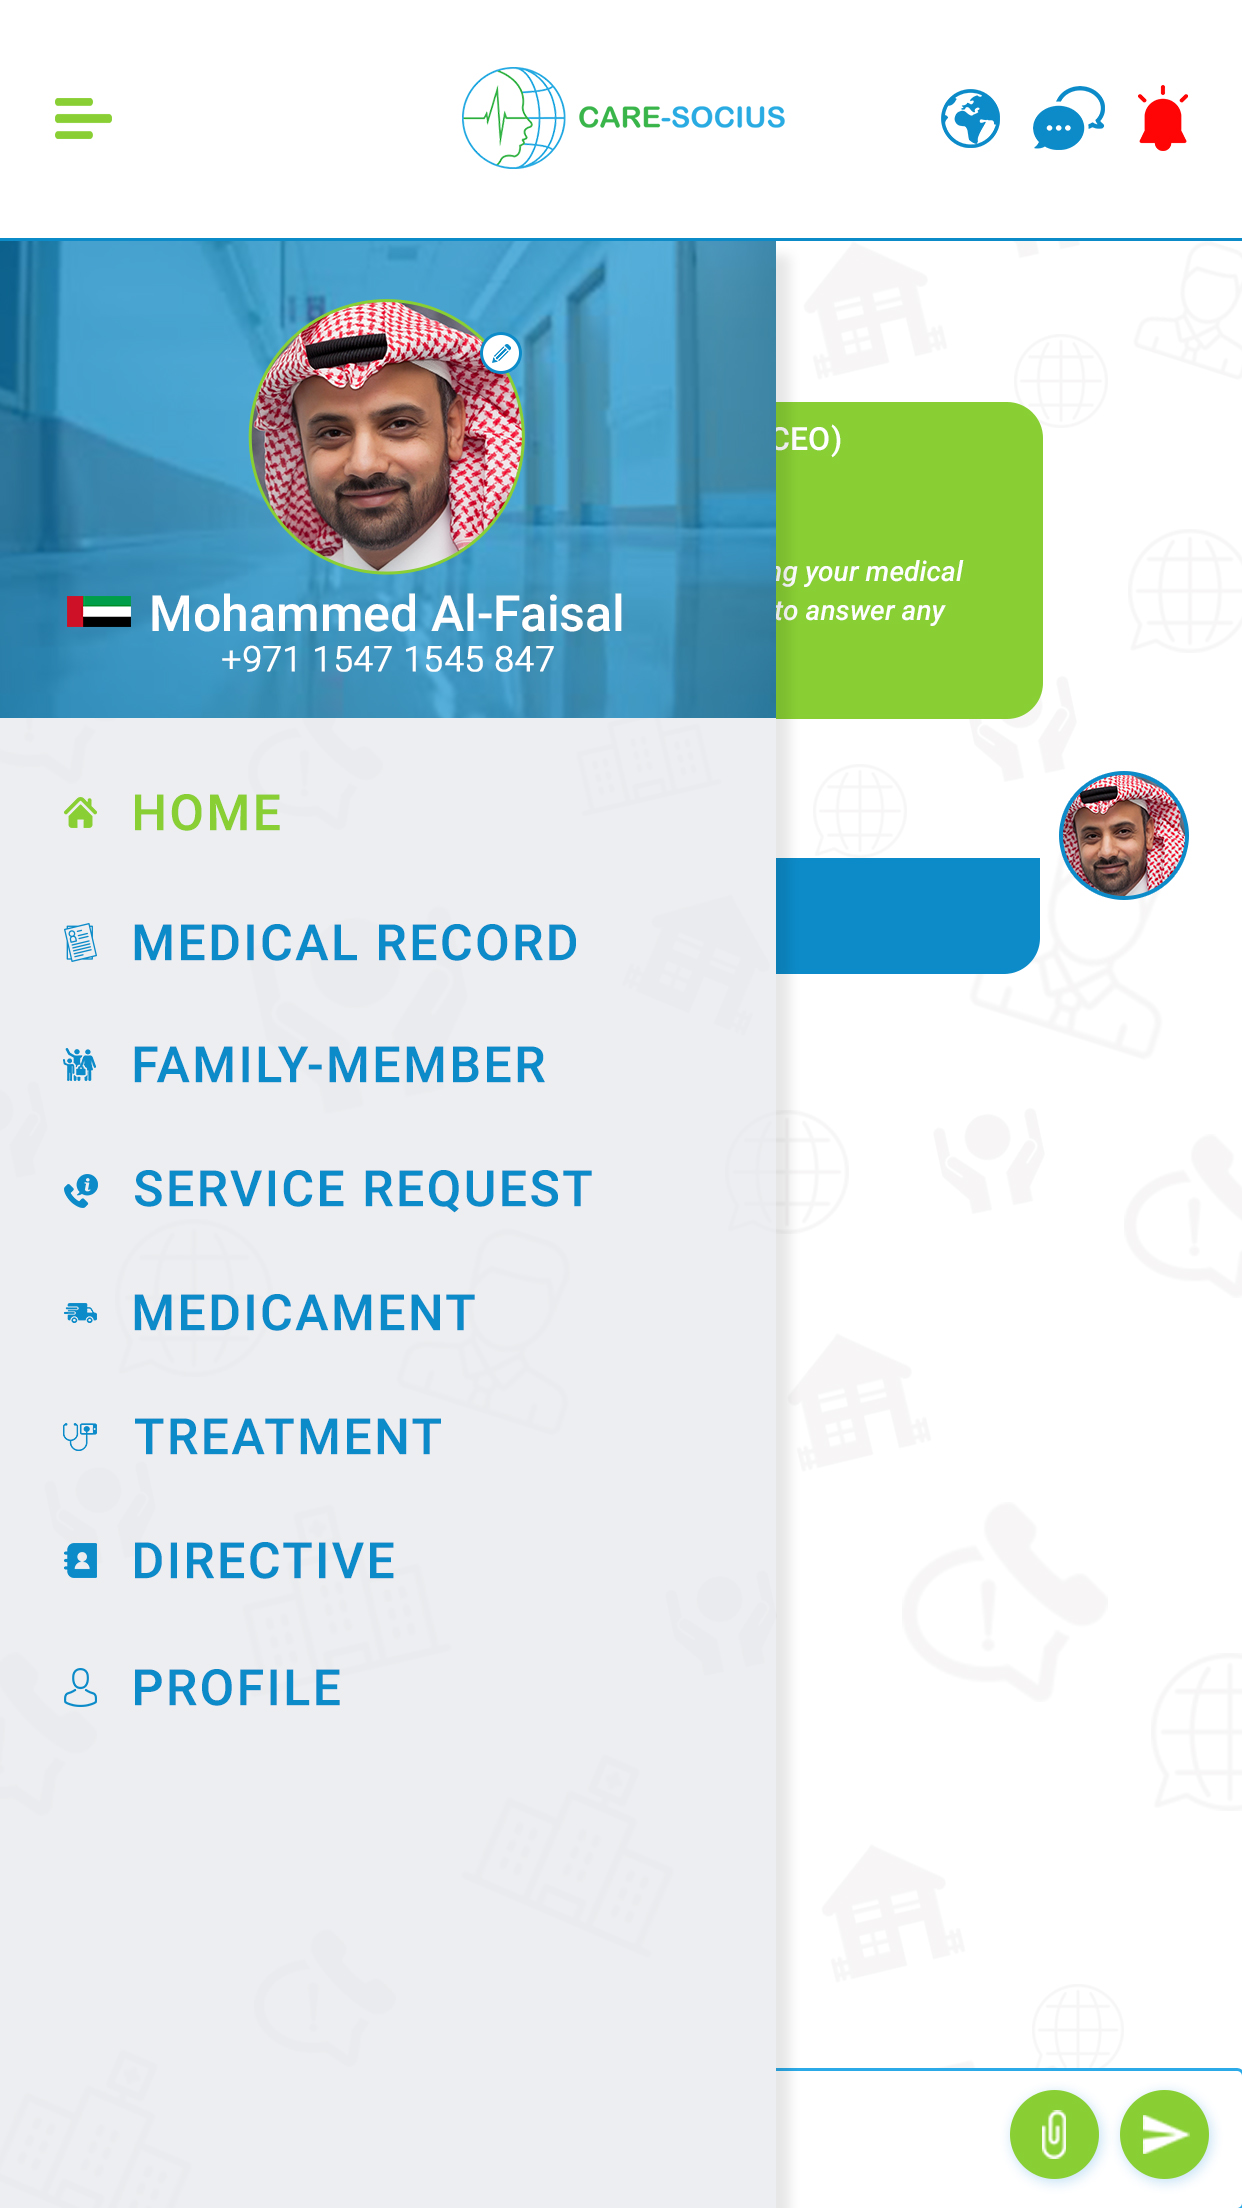 CARE-SOCIUS
Mohammed Al-Faisal
+971 1547 1545 847
HOME
MEDICAL RECORD
FAMILY-MEMBER
SERVICE REQUEST
MEDICAMENT
TREATMENT
DIRECTIVE
PROFILE
CEO)
your medical
to answer any